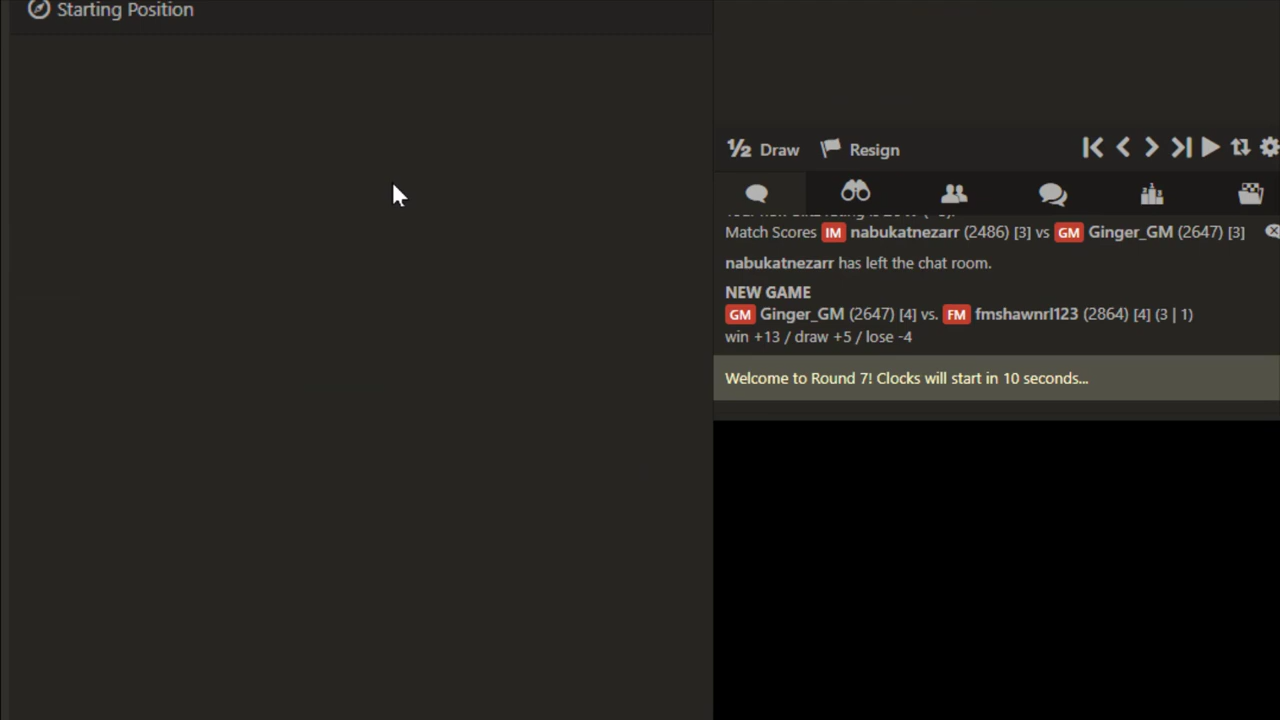 Starting Position
½ Draw Resign
Match Scores IM nabukatnezarr (2486) [3] vs GM Ginger_GM (2647) [3]
nabukatnezarr has left the chat room.
NEW GAME
GM Ginger_GM (2647) [4] vs. FM fmshawnrl123 (2864) [4] (3 | 1)
win +13 / draw +5 / lose -4
Welcome to Round 7! Clocks will start in 10 seconds...